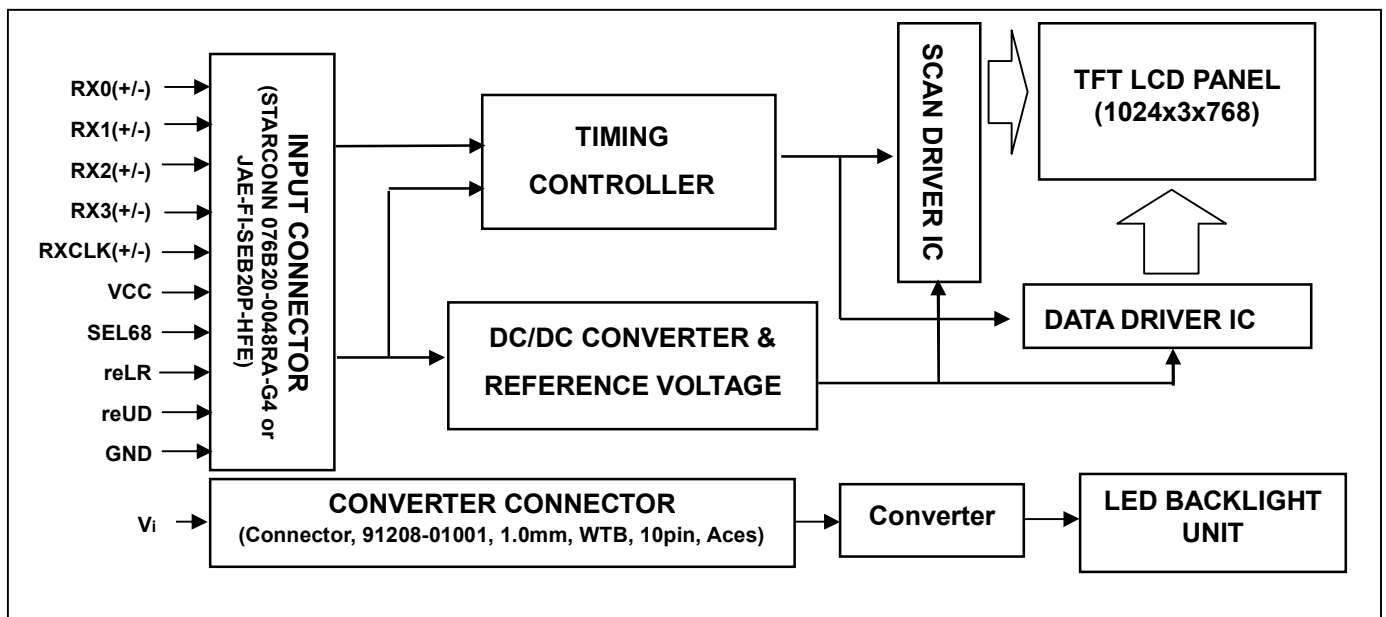 RX0(+/-)
RX1(+/-)
RX2(+/-)
RX3(+/-)
RXCLK(+/-)
VCC
SEL68
reLR
reUD
GND
INPUT CONNECTOR
(STARCONN 076B20-0048RA-G4 or
JAE-FI-SEB20P-HFE)
TIMING
CONTROLLER
DC/DC CONVERTER &
REFERENCE VOLTAGE
SCAN DRIVER IC
TFT LCD PANEL
(1024x3x768)
DATA DRIVER IC
Vi
CONVERTER CONNECTOR
(Connector, 91208-01001, 1.0mm, WTB, 10pin, Aces)
Converter
LED BACKLIGHT
UNIT